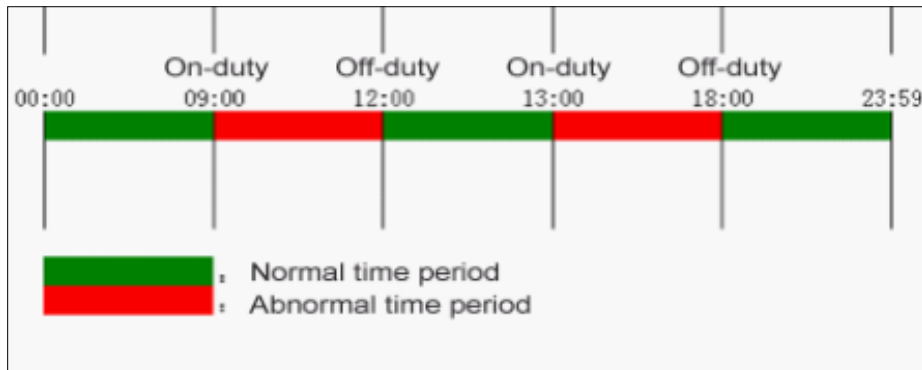 On-duty Off-duty On-duty Off-duty
00:00 09:00 12:00 13:00 18:00 23:59
: Normal time period
: Abnormal time period